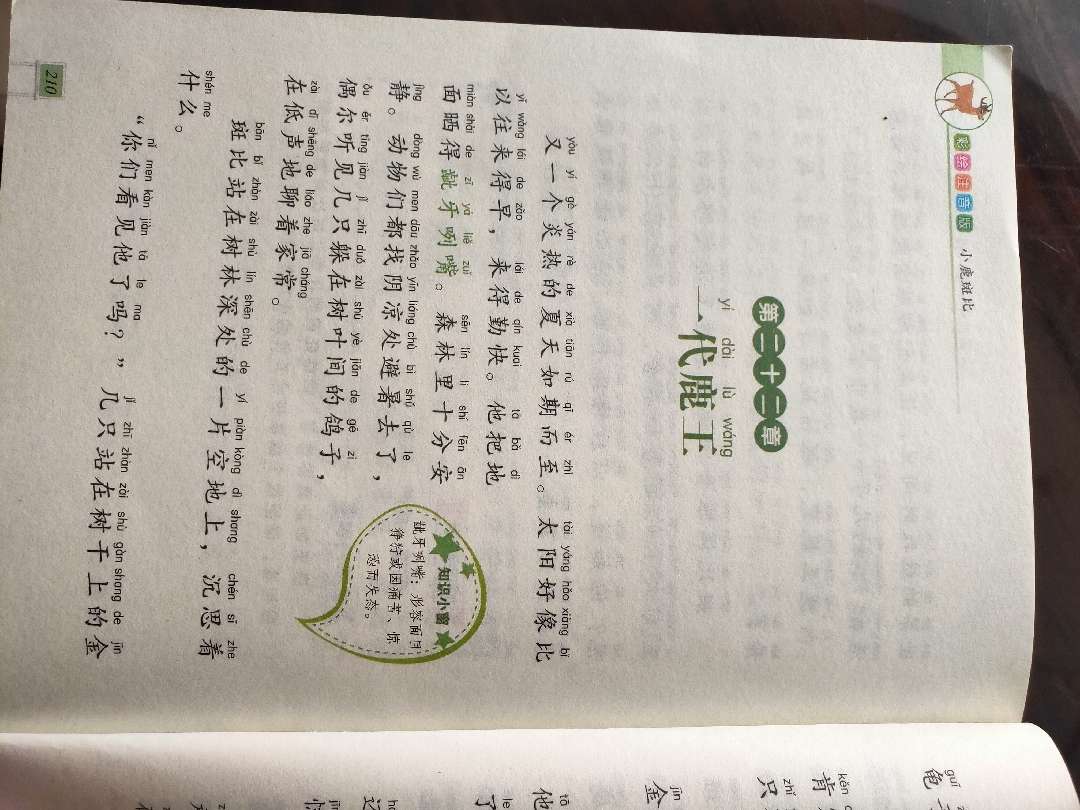 彩绘注音版 小鹿斑比
第二十二章
yí dài lù wáng
一代鹿王
yòu yí gè yán rè de xià tiān rú qī ér zhì tài yáng hǎo xiàng bǐ
又一个炎热的夏天如期而至。太阳好像比
yǐ wǎng lái de zǎo lái de qín kuai tā bǎ dì
以往来得早，来得勤快。他把地
miàn shài de zī yá liě zuǐ sēn lín li shí fēn ān
面晒得龇牙咧嘴。森林里十分安
jìng dòng wù men dōu zhǎo yīn liáng chù bì shǔ qù le
静。动物们都找阴凉处避暑去了，
ǒu ěr tīng jiàn jǐ zhī duǒ zài shù yè jiān de gē zi
偶尔听见几只躲在树叶间的鸽子，
zài dī shēng de liáo zhe jiā cháng
在低声地聊着家常。
知识小窗
龇牙咧嘴：形容面目
狰狞或因痛苦、惊
恐而失态。
bān bǐ zhàn zài shù lín shēn chù de yí piàn kòng dì shang chén sī zhe
斑比站在树林深处的一片空地上，沉思着
shén me
什么。
nǐ men kàn jiàn tā le ma jǐ zhī zhàn zài shù gàn shang de jīn
“你们看见他了吗？”几只站在树干上的金
210
guī
龟
kěn
肯
zhǐ
只
jīn
金
tā
他
le
了